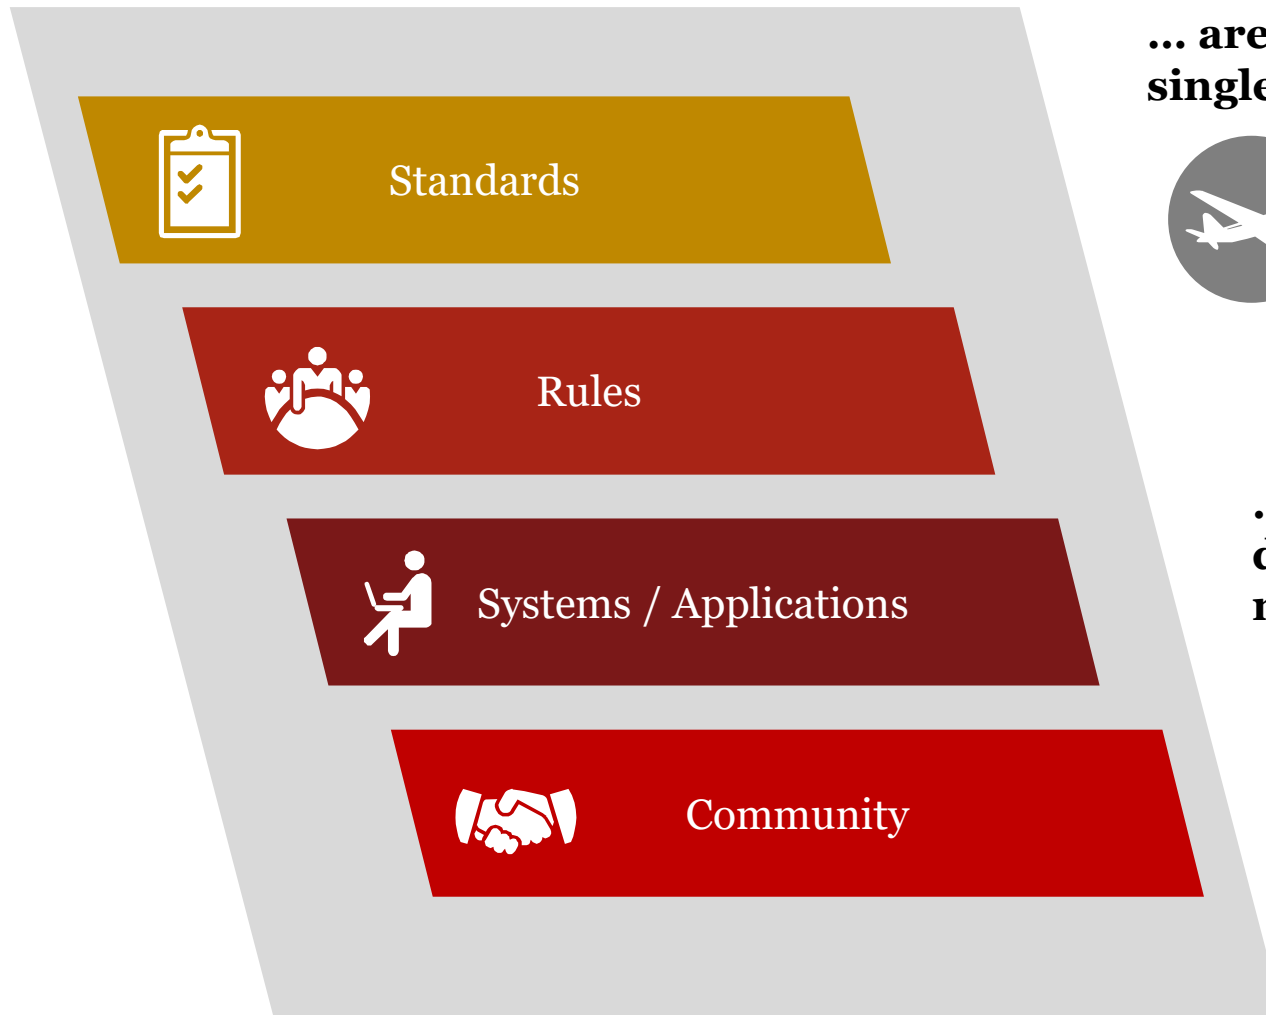 ... are
single
Standards
Rules
Systems / Applications
Community